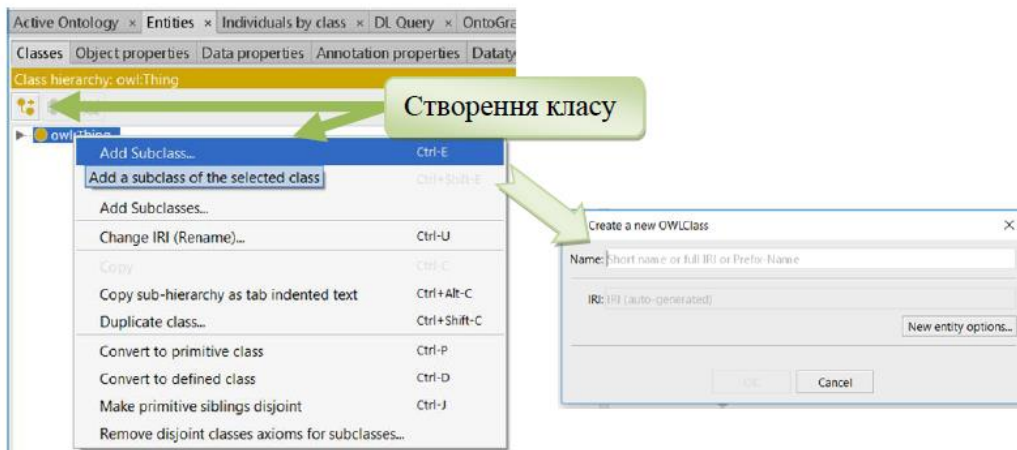 Active Ontology × Entities × Individuals by class × DL Query × OntoGra
Classes Object properties Data properties Annotation properties Dataty
Class hierarchy: owl:Thing
Створення класу
owl:Thing
Add Subclass... Ctrl-E
Add a subclass of the selected class Ctrl+Shift-E
Add Subclasses...
Change IRI (Rename)... Ctrl-U
Copy Ctrl-C
Copy sub-hierarchy as tab indented text Ctrl+Alt-C
Duplicate class... Ctrl+Shift-C
Convert to primitive class Ctrl-P
Convert to defined class Ctrl-D
Make primitive siblings disjoint Ctrl-J
Remove disjoint classes axioms for subclasses...
Create a new OWLClass ×
Name: Short name or full IRI or Prefix-Name
IRI: IRI (auto-generated)
New entity options...
OK Cancel